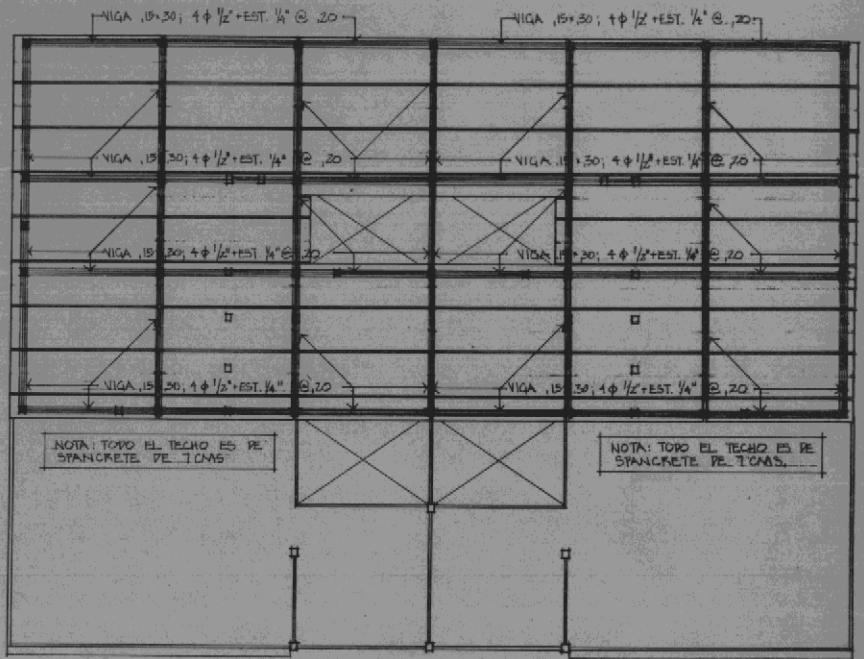 VIGA ,15×,30; 4 Φ 1/2" + EST. 1/4" @ ,20
VIGA ,15×,30; 4 Φ 1/2" + EST. 1/4" @ ,20
VIGA ,15×,30; 4 Φ 1/2" + EST. 1/4" @ ,20
VIGA ,15×,30; 4 Φ 1/2" + EST. 1/4" @ ,20
VIGA ,15×,30; 4 Φ 1/2" + EST. 1/4" @ ,20
VIGA ,15×,30; 4 Φ 1/2" + EST. 1/4" @ ,20
VIGA ,15×,30; 4 Φ 1/2" + EST. 1/4" @ ,20
VIGA ,15×,30; 4 Φ 1/2" + EST. 1/4" @ ,20
NOTA: TODO EL TECHO ES DE
SPANCRETE DE 7 CMS
NOTA: TODO EL TECHO ES DE
SPANCRETE DE 7 CMS.